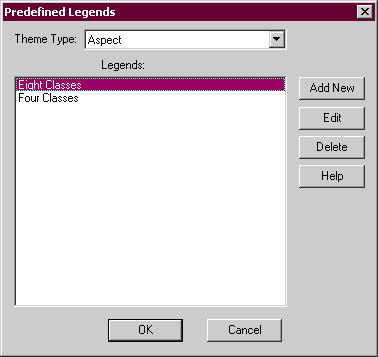 Predefined Legends
Theme Type: Aspect
Legends:
Eight Classes
Four Classes
Add New
Edit
Delete
Help
OK
Cancel